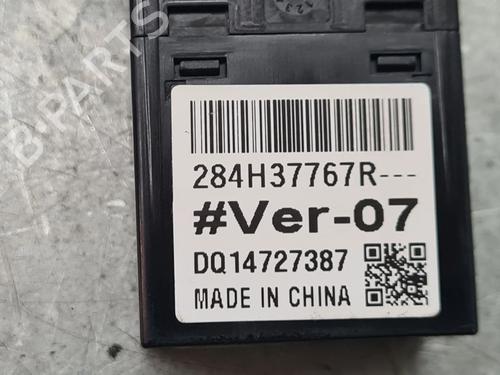 B-PARTS
284H37767R---
#Ver-07
DQ14727387
MADE IN CHINA